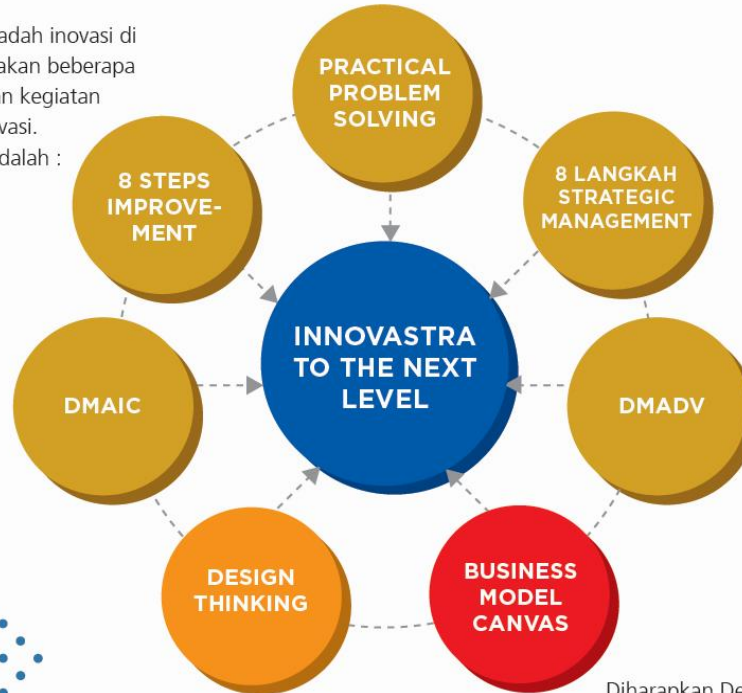 adah inovasi di
akan beberapa
an kegiatan
vasi.
dalah :
PRACTICAL
PROBLEM
SOLVING
8 STEPS
IMPROVE-
MENT
8 LANGKAH
STRATEGIC
MANAGEMENT
INNOVASTRA
TO THE NEXT
LEVEL
DMAIC
DMADV
DESIGN
THINKING
BUSINESS
MODEL
CANVAS
Diharapkan De